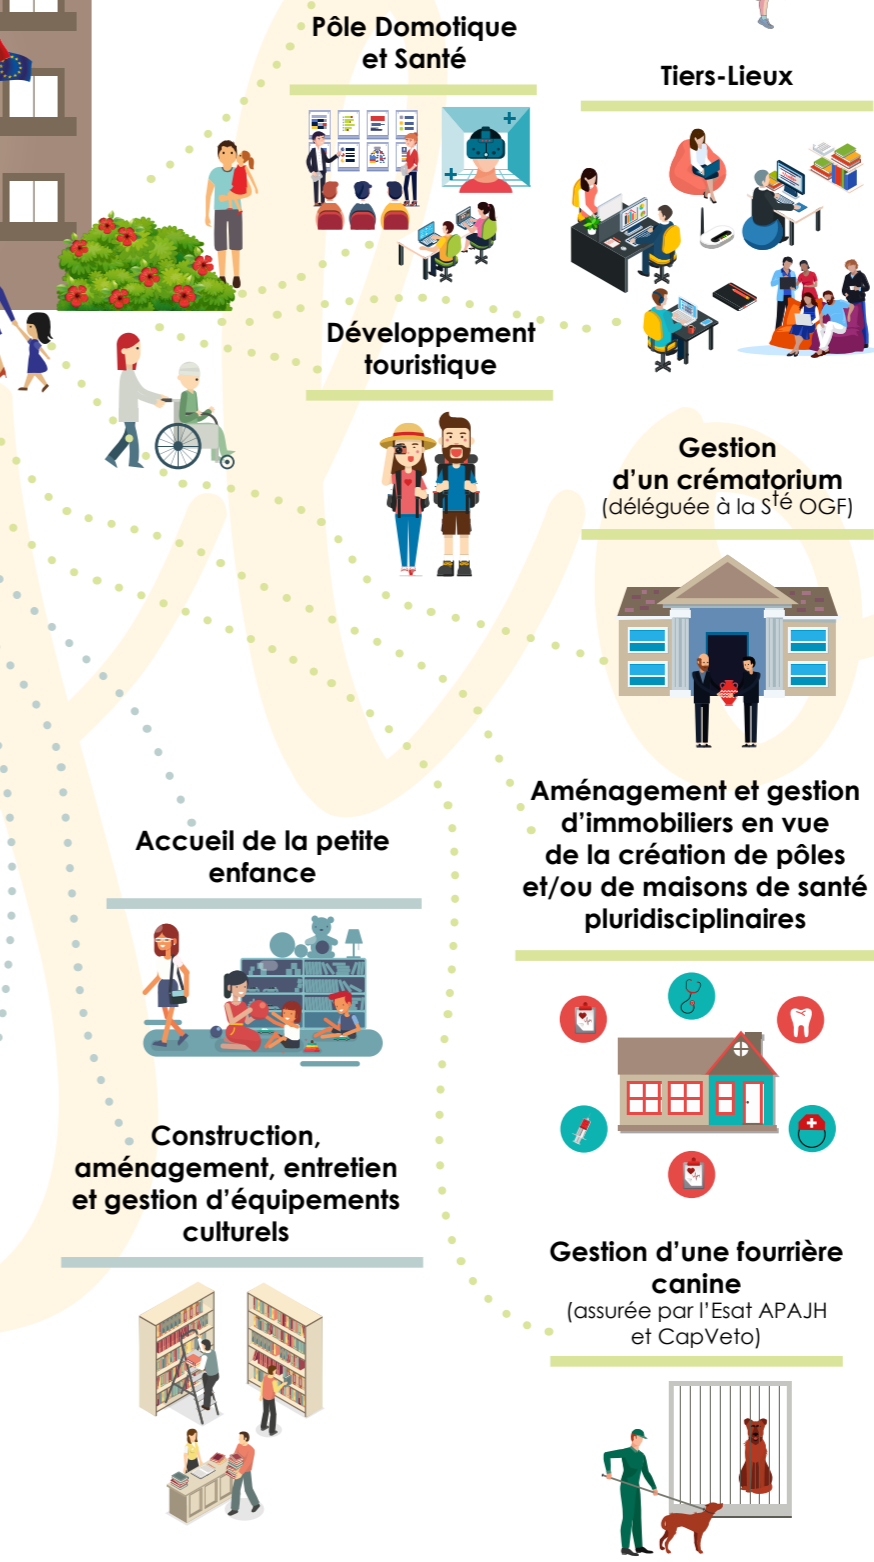 Pôle Domotique
et Santé
Tiers-Lieux
Développement
touristique
Gestion
d'un crématorium
(déléguée à la Sté OGF)
Aménagement et gestion
d'immobiliers en vue
de la création de pôles
et/ou de maisons de santé
pluridisciplinaires
Accueil de la petite
enfance
Construction,
aménagement, entretien
et gestion d'équipements
culturels
Gestion d'une fourrière
canine
(assurée par l'Esat APAJH
et CapVeto)